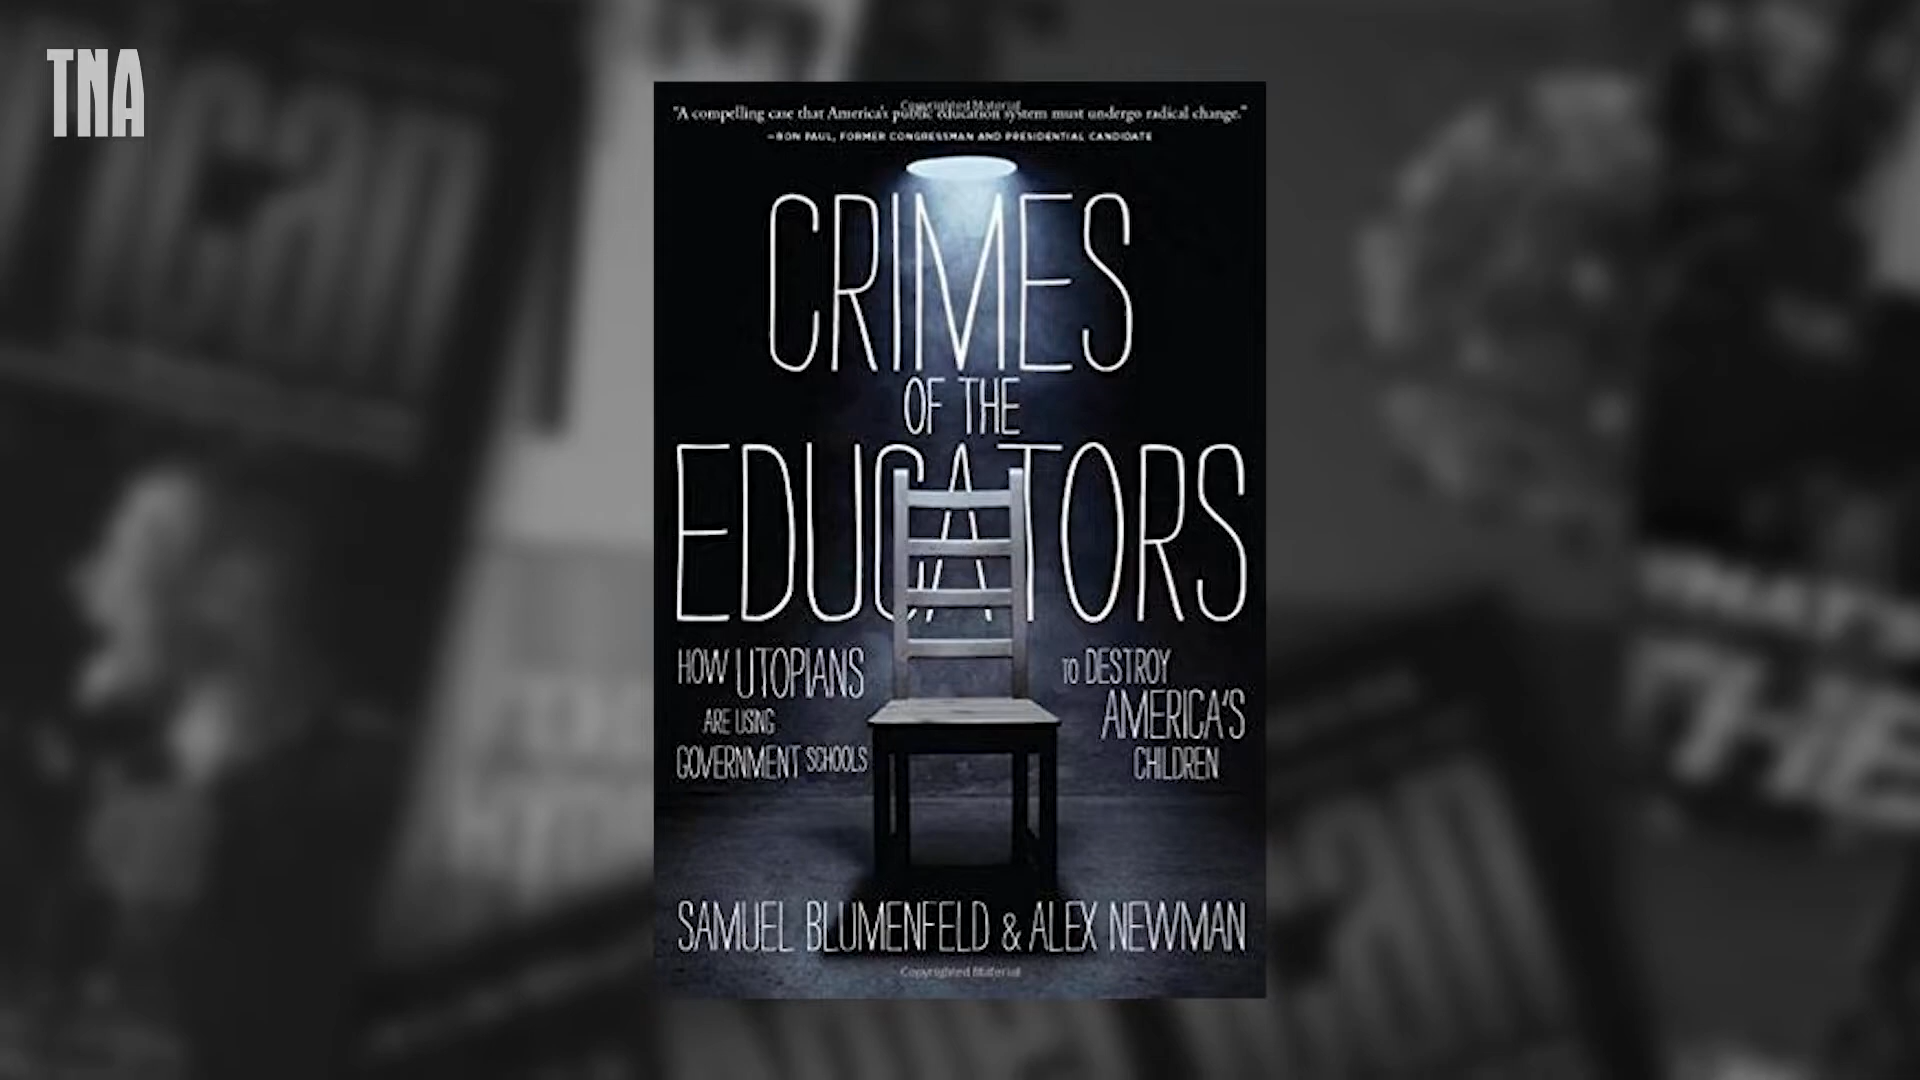 TNA
Copyrighted Material
"A compelling case that America's public education system must undergo radical change."
—RON PAUL, FORMER CONGRESSMAN AND PRESIDENTIAL CANDIDATE
CRIMES
OF THE
EDUCATORS
HOW UTOPIANS
ARE USING
GOVERNMENT SCHOOLS
TO DESTROY
AMERICA'S
CHILDREN
SAMUEL BLUMENFELD & ALEX NEWMAN
Copyrighted Material